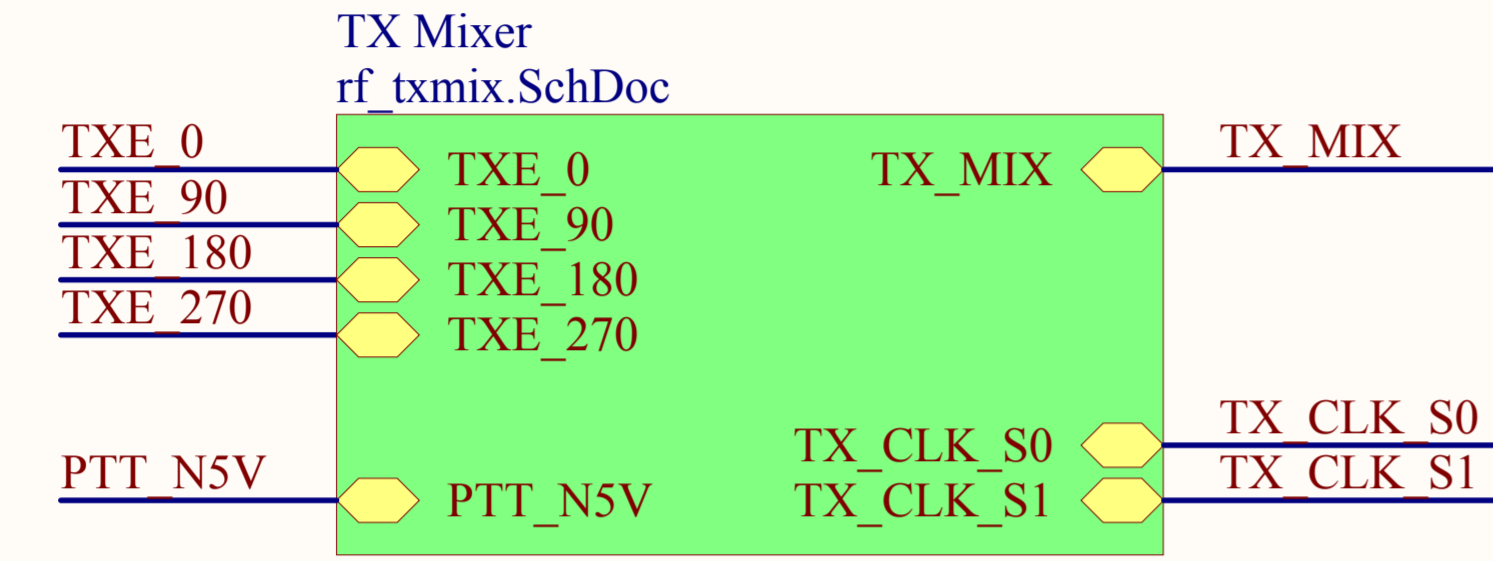 TX Mixer
rf_txmix.SchDoc
TXE_0
TXE_90
TXE_180
TXE_270
PTT_N5V
TXE_0
TXE_90
TXE_180
TXE_270
PTT_N5V
TX_MIX
TX_CLK_S0
TX_CLK_S1
TX_MIX
TX_CLK_S0
TX_CLK_S1